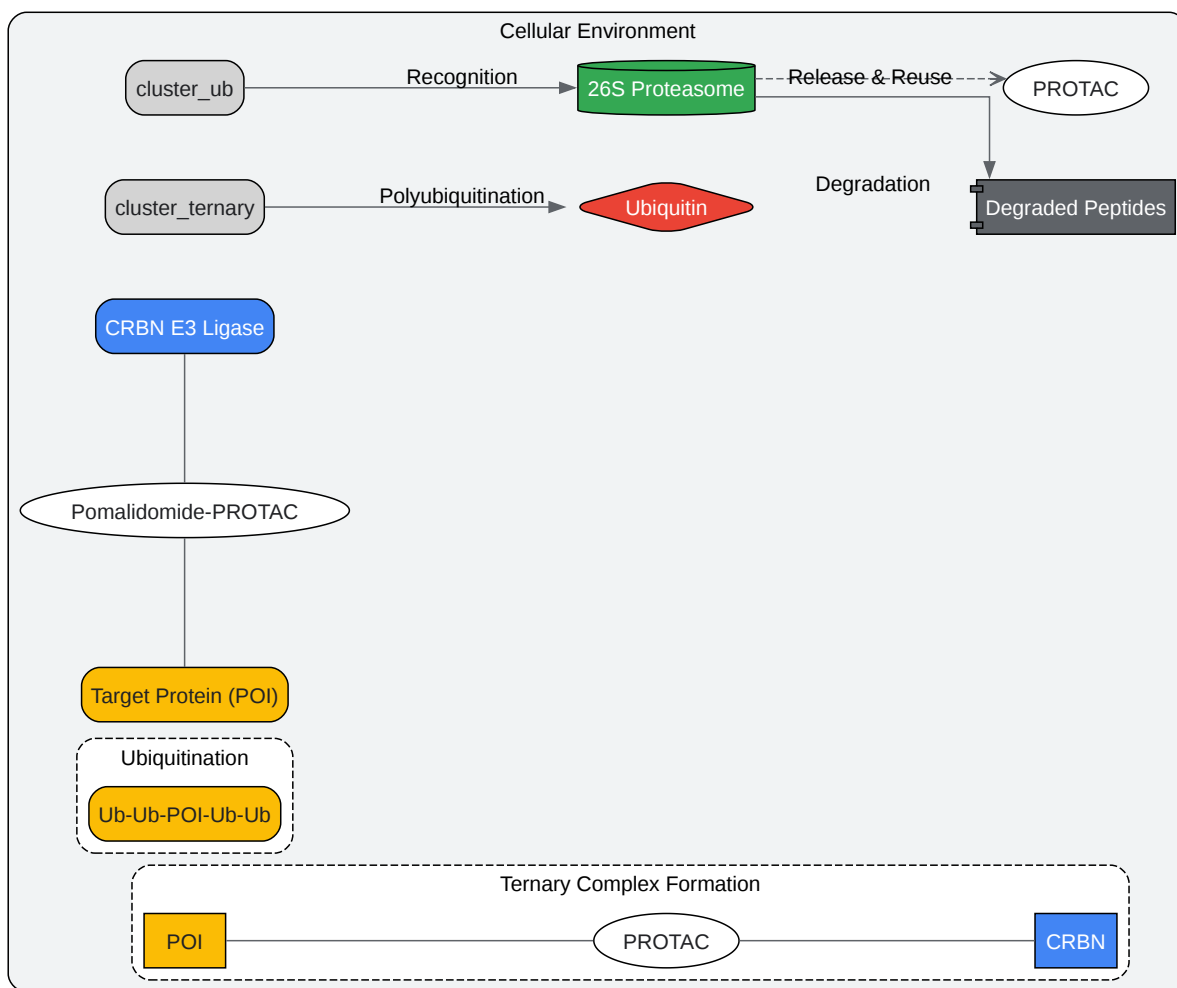 Cellular Environment
cluster_ub
Recognition
26S Proteasome
Release & Reuse
PROTAC
cluster_ternary
Polyubiquitination
Ubiquitin
Degradation
Degraded Peptides
CRBN E3 Ligase
Pomalidomide-PROTAC
Target Protein (POI)
Ubiquitination
Ub-Ub-POI-Ub-Ub
Ternary Complex Formation
POI
PROTAC
CRBN